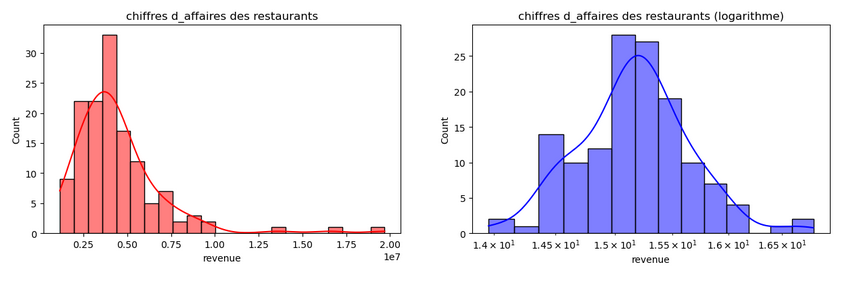 chiffres d_affaires des restaurants
30
25
20
15
10
5
0
Count
0.25 0.50 0.75 1.00 1.25 1.50 1.75 2.00
1e7
revenue
chiffres d_affaires des restaurants (logarithme)
25
20
15
10
5
0
Count
1.4 × 10¹ 1.45 × 10¹ 1.5 × 10¹ 1.55 × 10¹ 1.6 × 10¹ 1.65 × 10¹
revenue